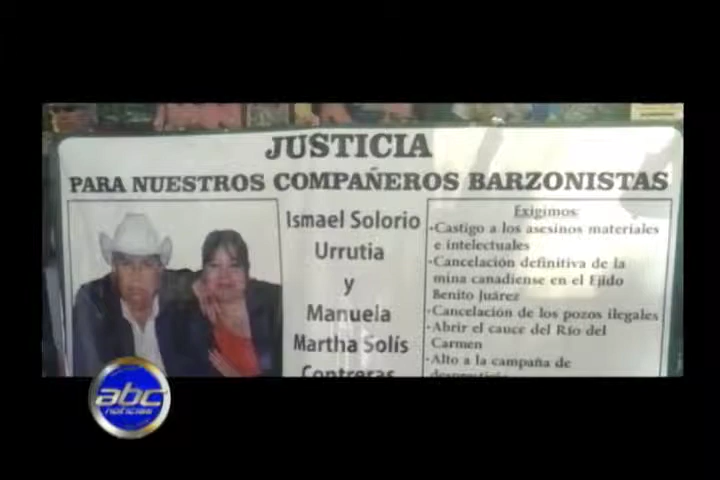 JUSTICIA
PARA NUESTROS COMPAÑEROS BARZONISTAS
Ismael Solorio
Urrutia
y
Manuela
Martha Solís
Contreras
Exigimos:
•Castigo a los asesinos materiales
e intelectuales
•Cancelación definitiva de la
mina canadiense en el Ejido
Benito Juárez
•Cancelación de los pozos ilegales
•Abrir el cauce del Río del
Carmen
•Alto a la campaña de
abc
noticias